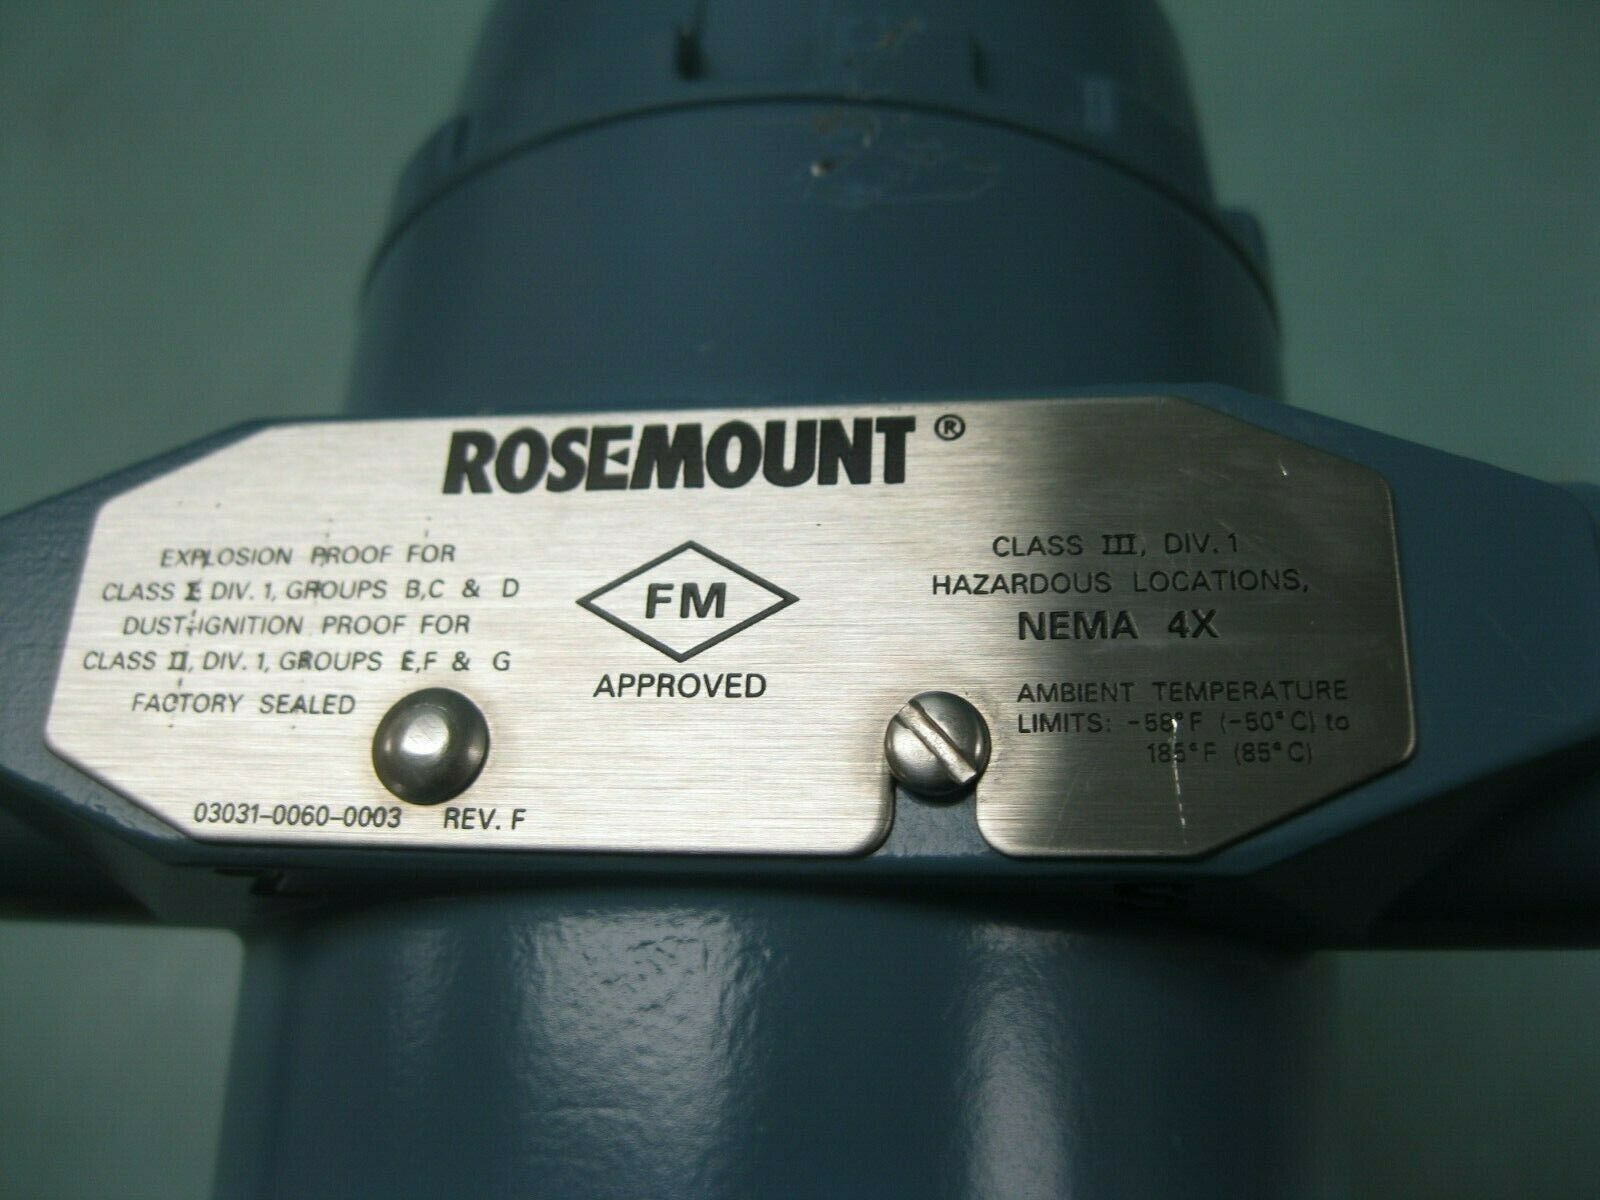 ROSEMOUNT®
EXPLOSION PROOF FOR
CLASS I, DIV. 1, GROUPS B,C & D
DUST-IGNITION PROOF FOR
CLASS II, DIV. 1, GROUPS E,F & G
FACTORY SEALED
03031-0060-0003 REV. F
FM
APPROVED
CLASS III, DIV. 1
HAZARDOUS LOCATIONS,
NEMA 4X
AMBIENT TEMPERATURE
LIMITS: -58°F (-50°C) to
185°F (85°C)